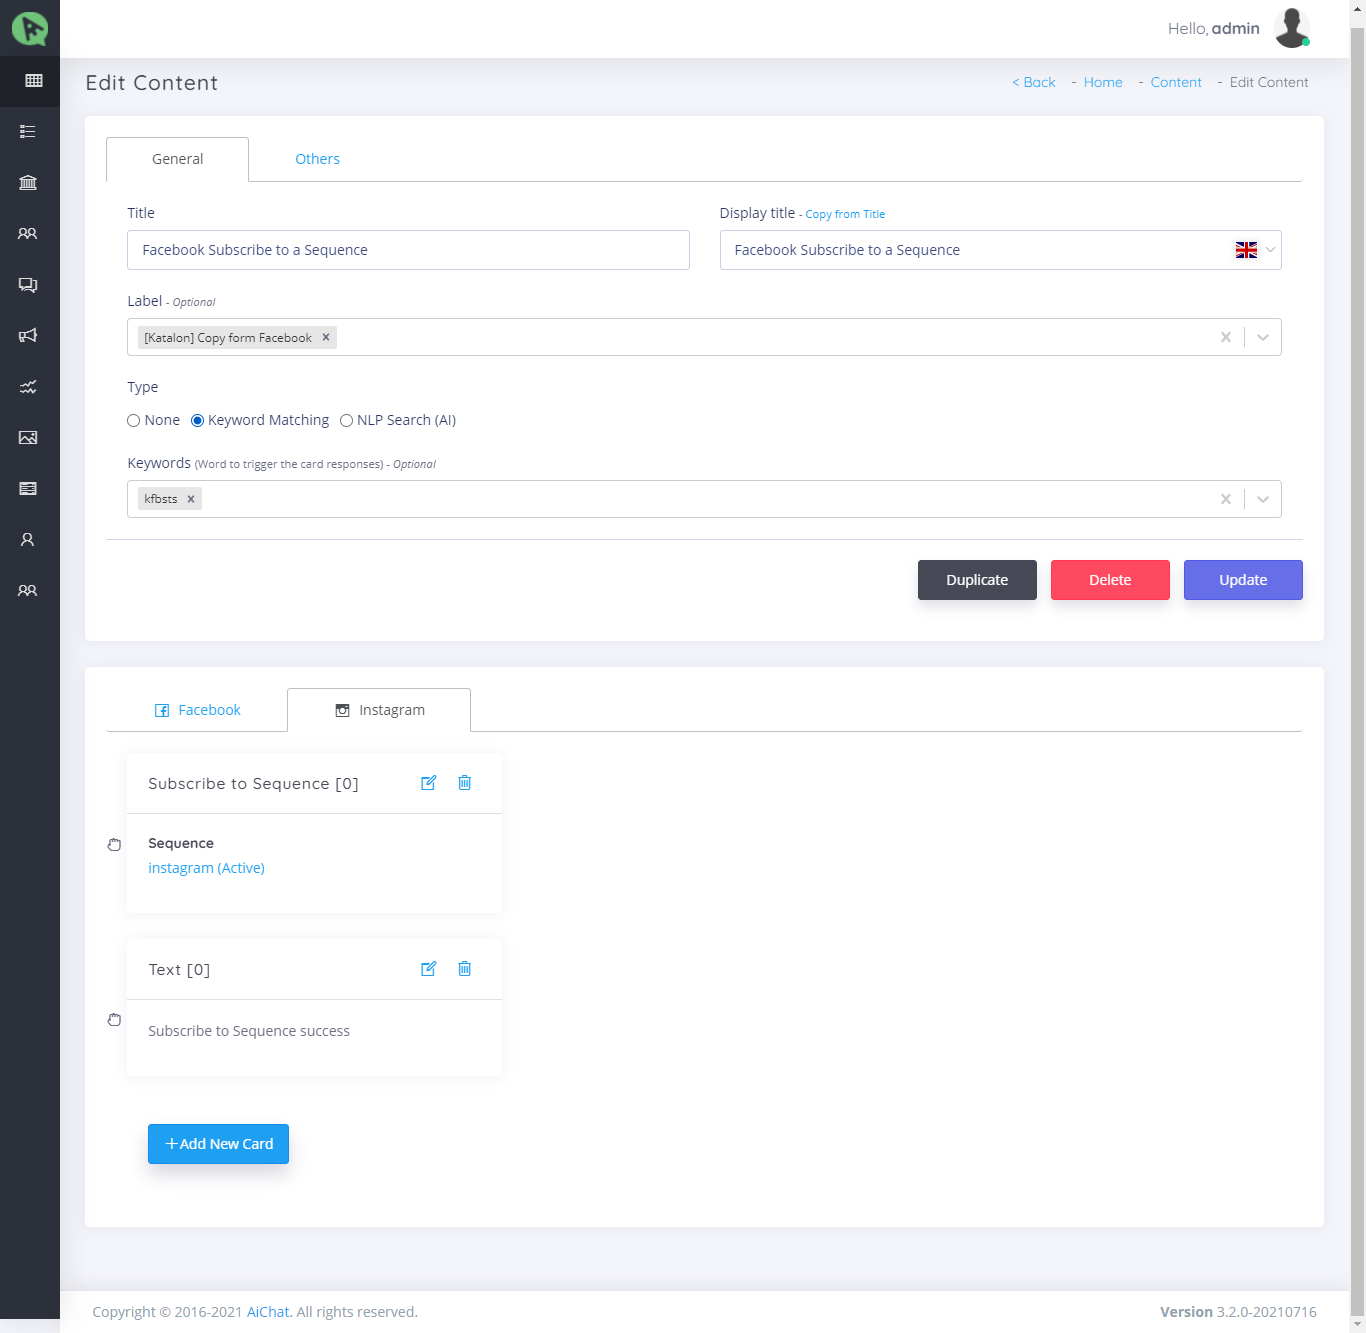 Hello, admin
Edit Content
< Back - Home - Content - Edit Content
General Others
Title
Facebook Subscribe to a Sequence
Display title - Copy from Title
Facebook Subscribe to a Sequence
Label - Optional
[Katalon] Copy form Facebook ×
Type
None Keyword Matching NLP Search (AI)
Keywords (Word to trigger the card responses) - Optional
kfbsts ×
Duplicate Delete Update
Facebook Instagram
Subscribe to Sequence [0]
Sequence
instagram (Active)
Text [0]
Subscribe to Sequence success
+ Add New Card
Copyright © 2016-2021 AiChat. All rights reserved.
Version 3.2.0-20210716